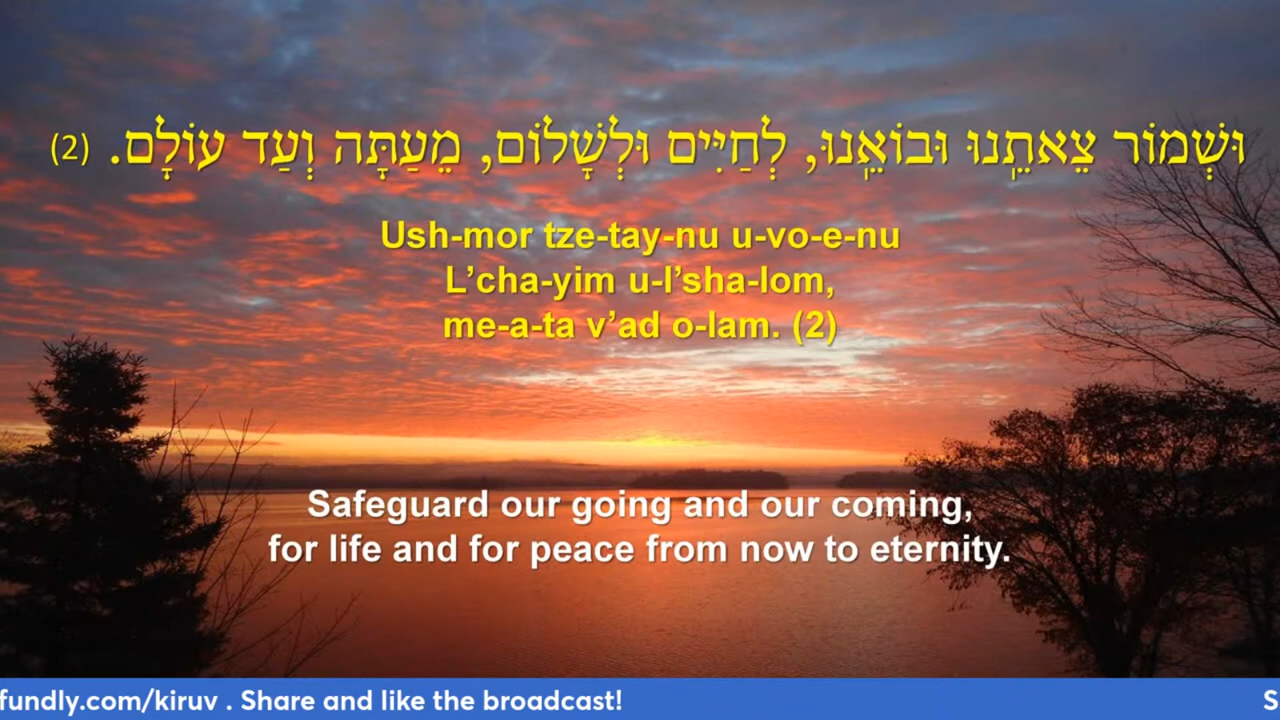 וּשְׁמוֹר צֵאתֵֽנוּ וּבוֹאֵֽנוּ, לְחַיִּים וּלְשָׁלוֹם, מֵעַתָּֽה וְעַד עוֹלָֽם. (2)
Ush-mor tze-tay-nu u-vo-e-nu
L’cha-yim u-l’sha-lom,
me-a-ta v’ad o-lam. (2)
Safeguard our going and our coming,
for life and for peace from now to eternity.
fundly.com/kiruv . Share and like the broadcast!